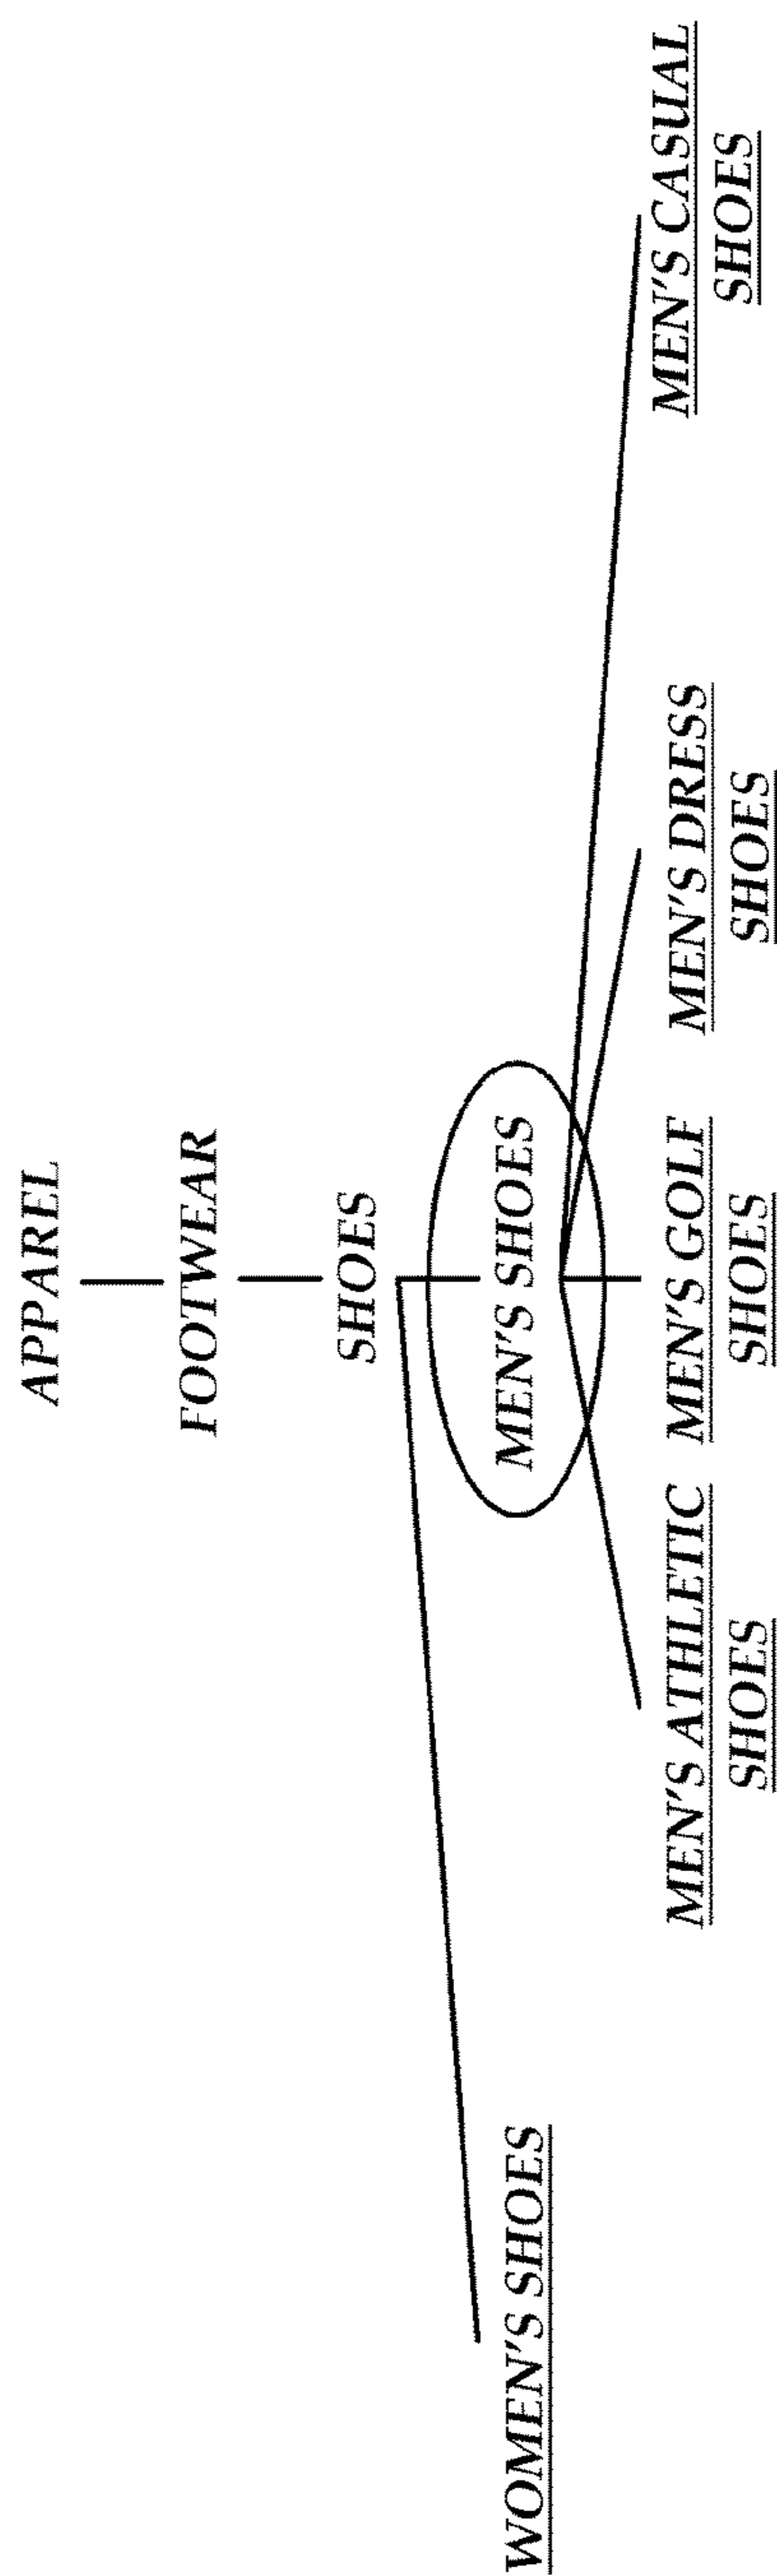 APPAREL
FOOTWEAR
SHOES
WOMEN'S SHOES
MEN'S SHOES
MEN'S ATHLETIC
SHOES
MEN'S GOLF
SHOES
MEN'S DRESS
SHOES
MEN'S CASUAL
SHOES